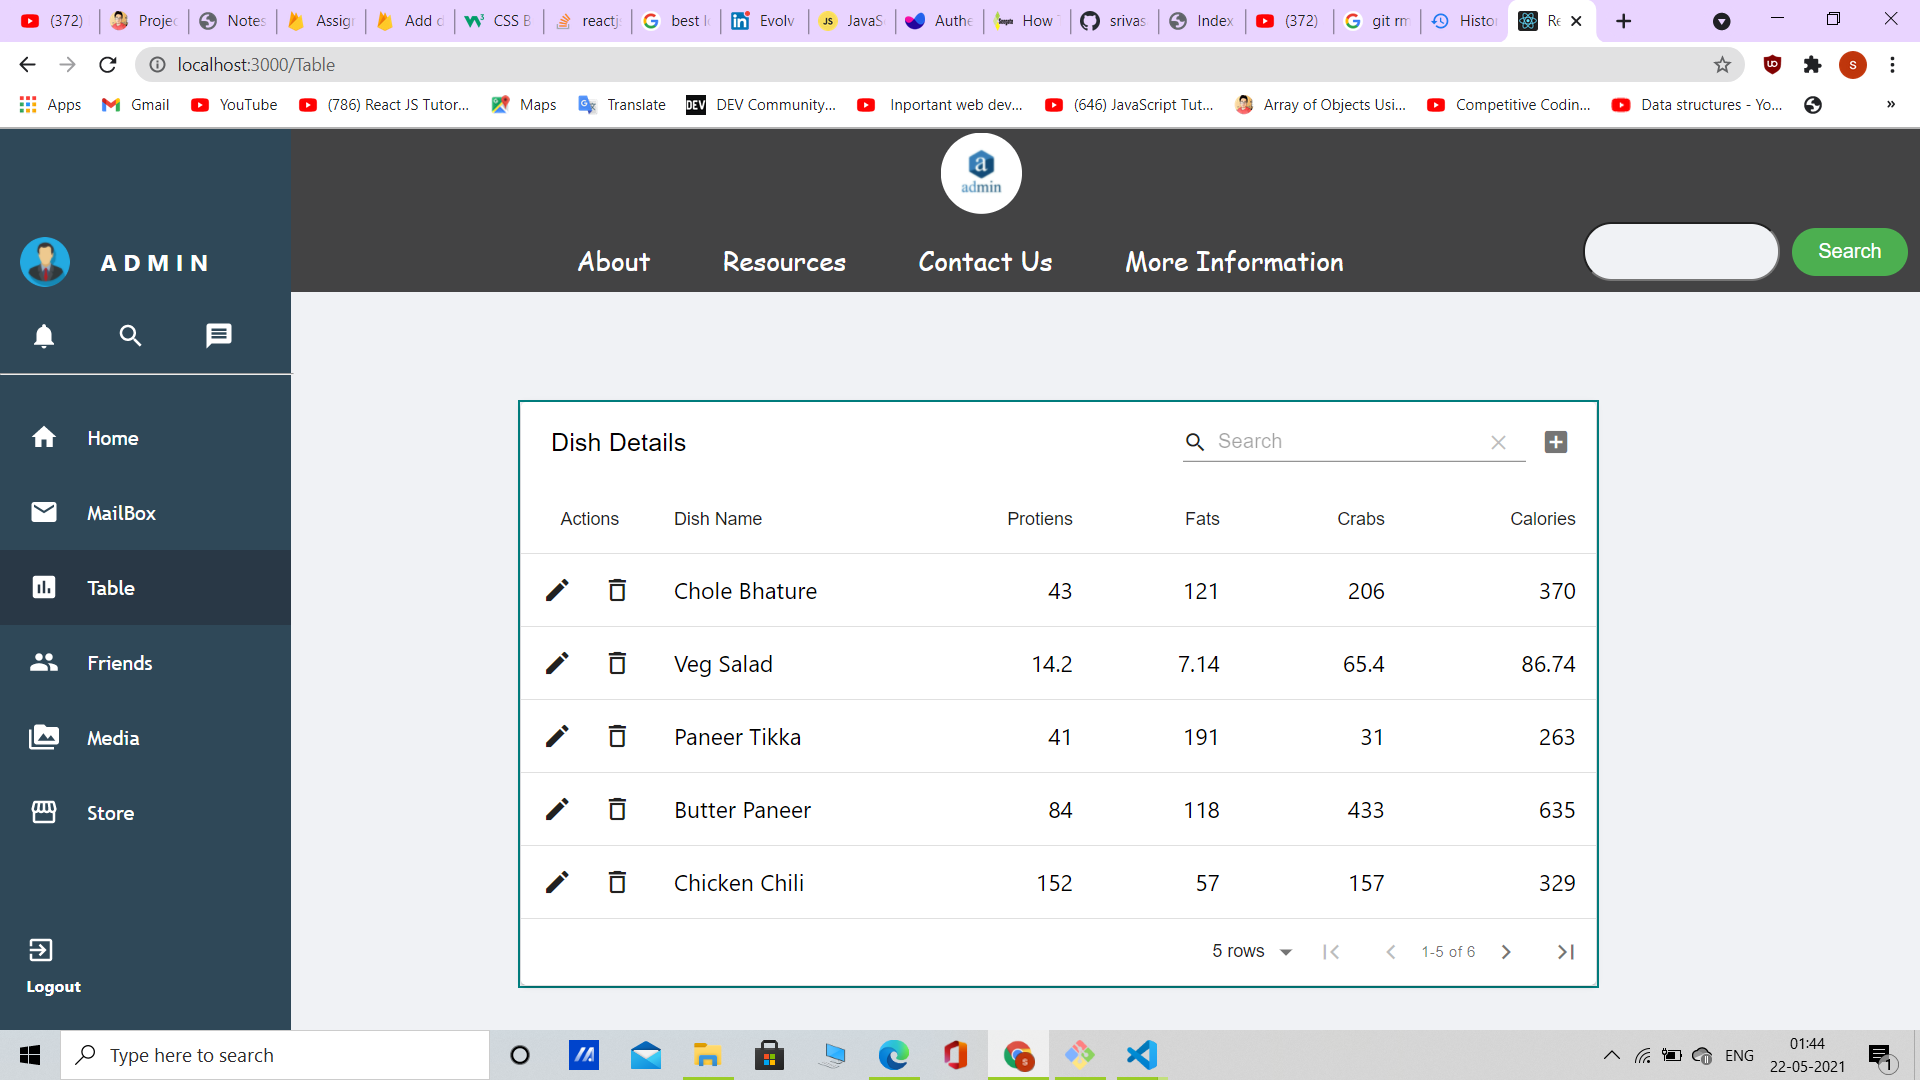 (372) Projec Notes Assign Add d CSS B reactj best l Evolv JavaS Authe How srivas Index (372) git rm Histo Re
localhost:3000/Table
Apps Gmail YouTube (786) React JS Tutor... Maps Translate DEV DEV Community... Inportant web dev... (646) JavaScript Tut... Array of Objects Usi... Competitive Codin... Data structures - Yo... »
a
admin
ADMIN
About Resources Contact Us More Information Search
Home
MailBox
Table
Friends
Media
Store
Logout
Dish Details Search
Actions Dish Name Protiens Fats Crabs Calories
Chole Bhature 43 121 206 370
Veg Salad 14.2 7.14 65.4 86.74
Paneer Tikka 41 191 31 263
Butter Paneer 84 118 433 635
Chicken Chili 152 57 157 329
5 rows 1-5 of 6
Type here to search ENG 01:44
22-05-2021 1